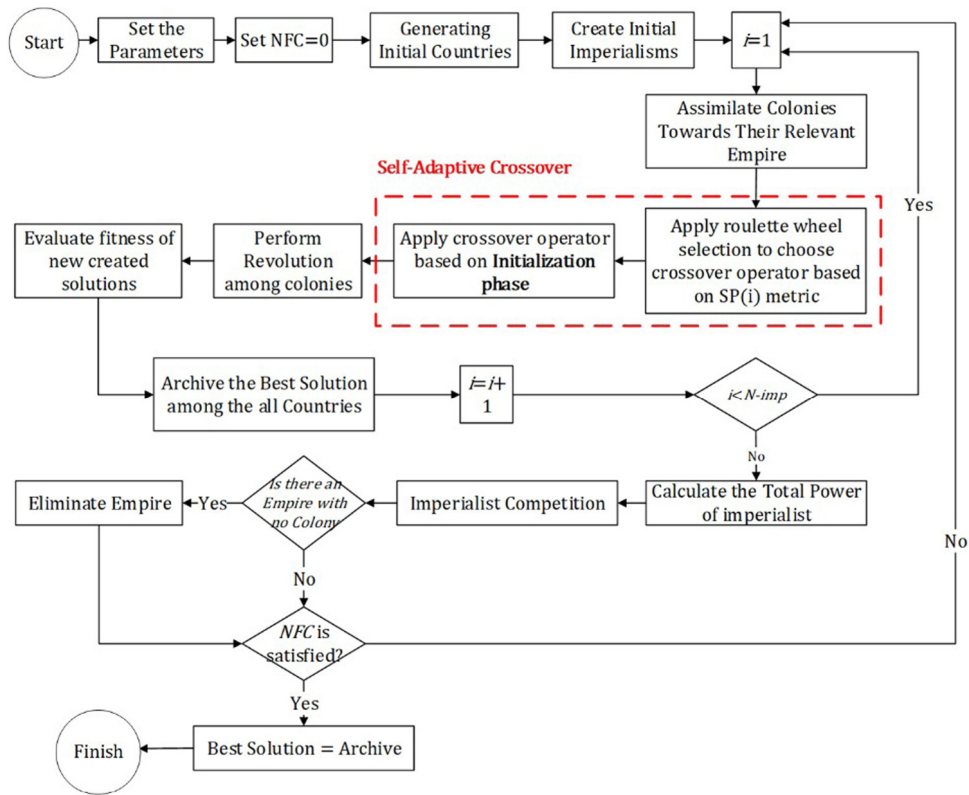 Start
Set the
Parameters
Set NFC=0
Generating
Initial Countries
Create Initial
Imperialisms
i=1
Assimilate Colonies
Towards Their Relevant
Empire
Self-Adaptive Crossover
Yes
Evaluate fitness of
new created
solutions
Perform
Revolution
among colonies
Apply crossover operator
based on Initialization
phase
Apply roulette wheel
selection to choose
crossover operator based
on SP(i) metric
Archive the Best Solution
among the all Countries
i=i+
1
i<N-imp
No
Eliminate Empire
Yes
Is there an
Empire with
no Colony
Imperialist Competition
Calculate the Total Power
of imperialist
No
No
NFC is
satisfied?
Yes
Finish
Best Solution = Archive